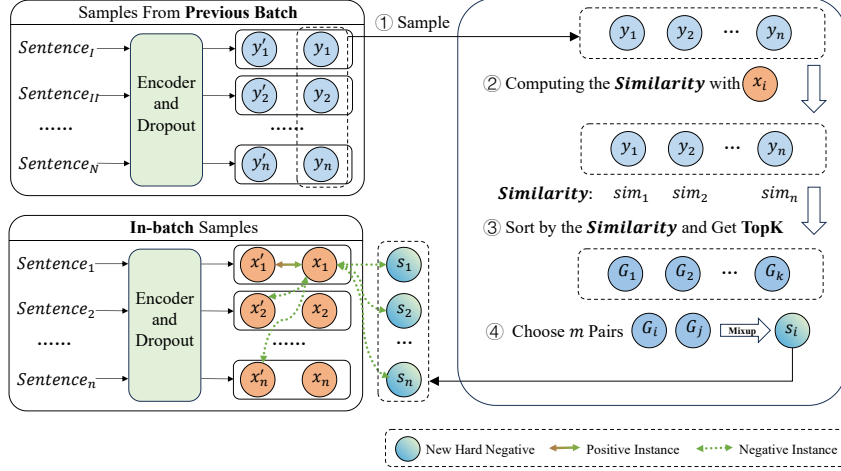 Samples From Previous Batch
Sentence_I
Sentence_II
......
Sentence_N
Encoder and Dropout
y'_1 y_1
y'_2 y_2
......
y'_n y_n
① Sample
y_1 y_2 ... y_n
② Computing the Similarity with x_i
y_1 y_2 ... y_n
Similarity: sim_1 sim_2 sim_n
③ Sort by the Similarity and Get TopK
G_1 G_2 ... G_k
④ Choose m Pairs G_i G_j Mixup s_i
In-batch Samples
Sentence_1
Sentence_2
......
Sentence_n
Encoder and Dropout
x'_1 x_1
x'_2 x_2
......
x'_n x_n
s_1
s_2
...
s_n
New Hard Negative Positive Instance Negative Instance